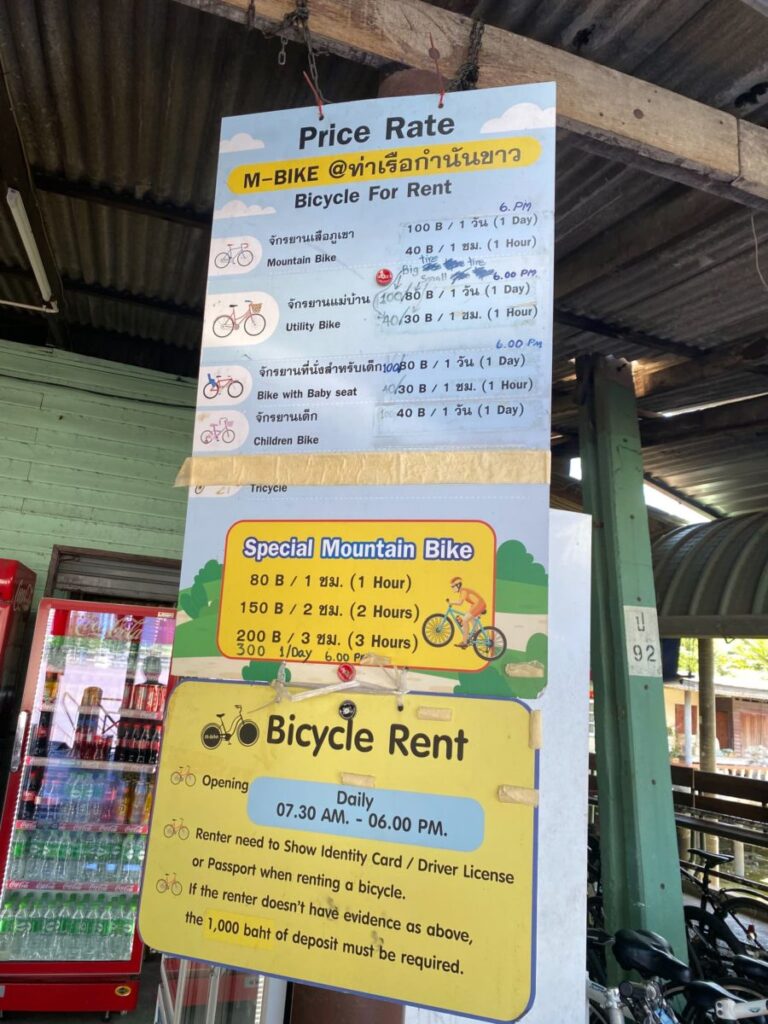 Price Rate
M-BIKE @ท่าเรือกำนันขาว
Bicycle For Rent
6. PM
จักรยานเสือภูเขา 100 B / 1 วัน (1 Day)
Mountain Bike 40 B / 1 ชม. (1 Hour)
Big tire tire
Small 6.00 PM
จักรยานแม่บ้าน 100/80 B / 1 วัน (1 Day)
Utility Bike 40/30 B / 1 ชม. (1 Hour)
6.00 PM
จักรยานที่นั่งสำหรับเด็ก 100/80 B / 1 วัน (1 Day)
Bike with Baby seat 40/30 B / 1 ชม. (1 Hour)
จักรยานเด็ก 40 B / 1 วัน (1 Day)
Children Bike
Tricycle
Special Mountain Bike
80 B / 1 ชม. (1 Hour)
150 B / 2 ชม. (2 Hours)
200 B / 3 ชม. (3 Hours)
300 1/Day 6.00 PM
M-BIKE
Bicycle Rent
Opening
Daily
07.30 AM. - 06.00 PM.
Renter need to Show Identity Card / Driver License
or Passport when renting a bicycle.
If the renter doesn't have evidence as above,
the 1,000 baht of deposit must be required.
ป
92
Coca-Cola